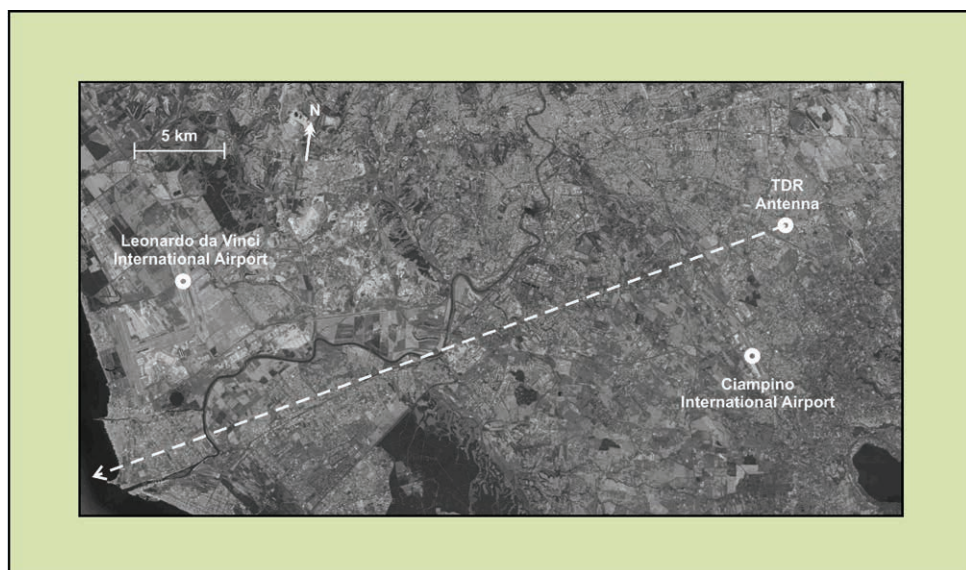 N
5 km
TDR
Antenna
Leonardo da Vinci
International Airport
Ciampino
International Airport